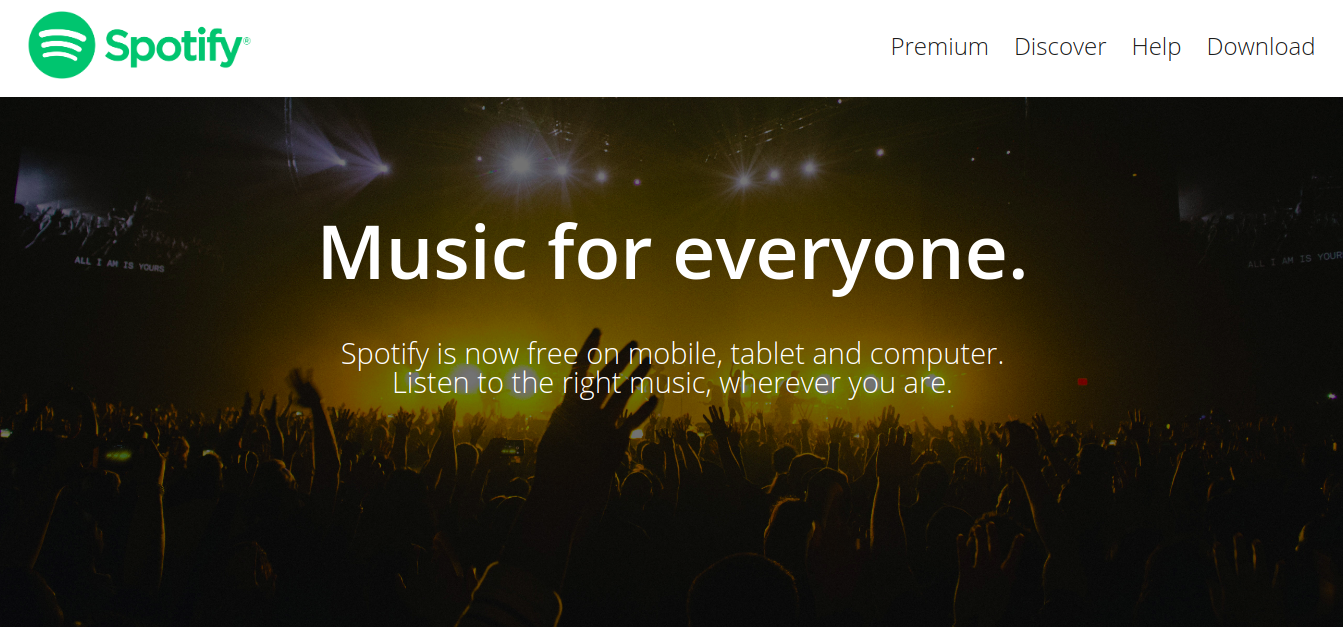 Spotify®
Premium Discover Help Download
Music for everyone.
ALL I AM IS YOURS
ALL I AM IS YOUR
Spotify is now free on mobile, tablet and computer.
Listen to the right music, wherever you are.